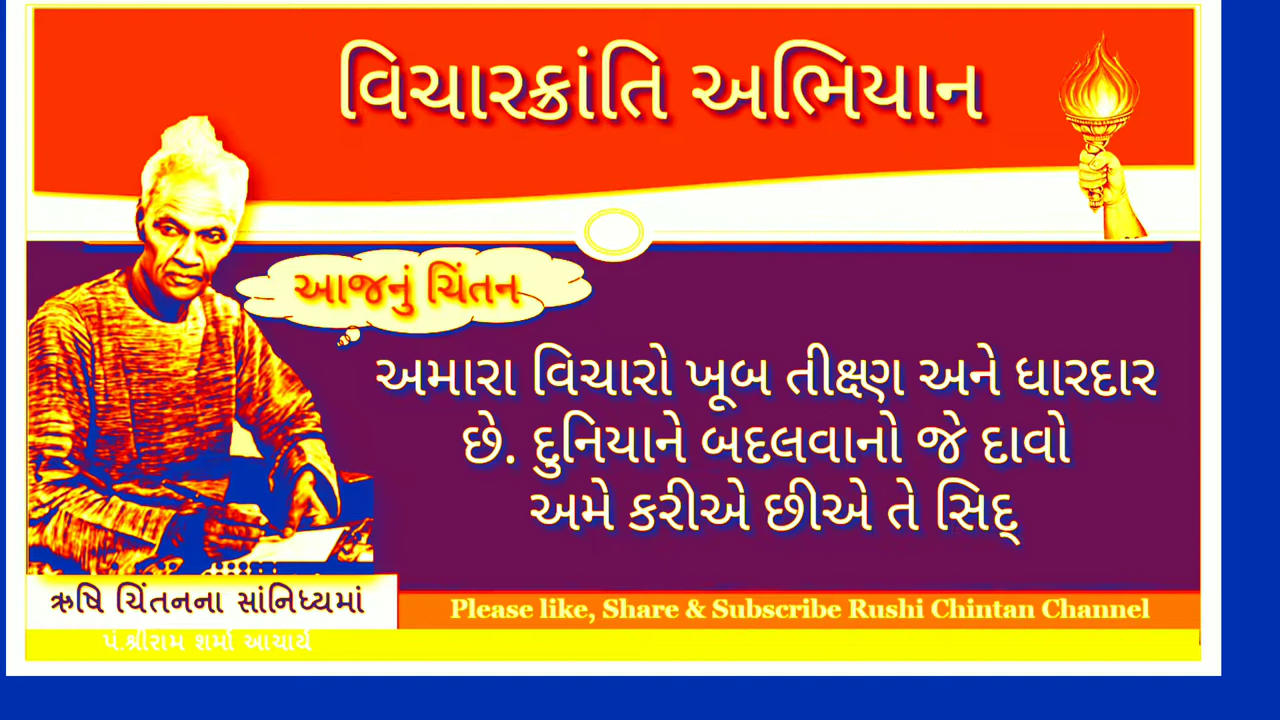 વિચારક્રાંતિ અભિયાન
આજનું ચિંતન
અમારા વિચારો ખૂબ તીક્ષ્ણ અને ધારદાર
છે. દુનિયાને બદલવાનો જે દાવો
અમે કરીએ છીએ તે સિદ્
ઋષિ ચિંતનના સાંનિધ્યમાં
Please like, Share & Subscribe Rushi Chintan Channel
પં.શ્રીરામ શર્મા આચાર્ય